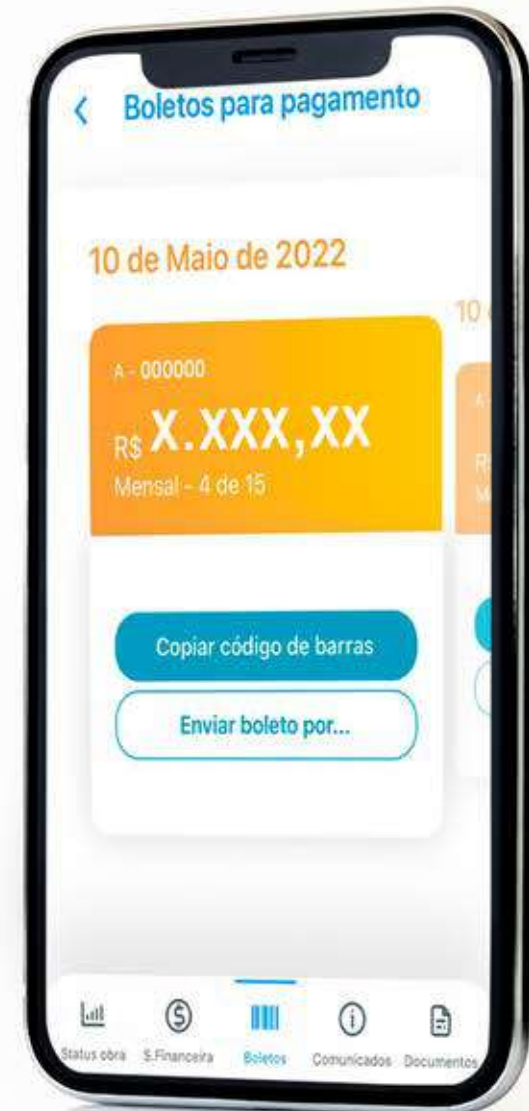 Boletos para pagamento
10 de Maio de 2022
10
A - 000000
R$ X.XXX,XX
Mensal - 4 de 15
Copiar código de barras
Enviar boleto por...
Status obra
S.Financeira
Boletos
Comunicados
Documentos